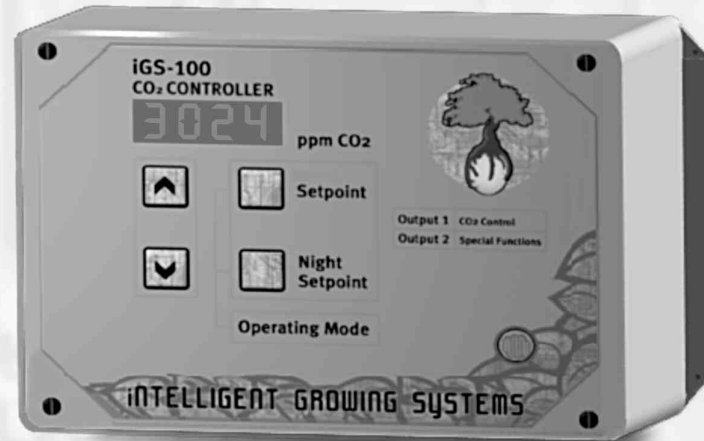 iGS-100
CO₂ CONTROLLER
3024
ppm CO2
Setpoint
Output 1 CO₂ Control
Output 2 Special Functions
Night
Setpoint
Operating Mode
iNTELLIGENT GROWING SYSTEMS